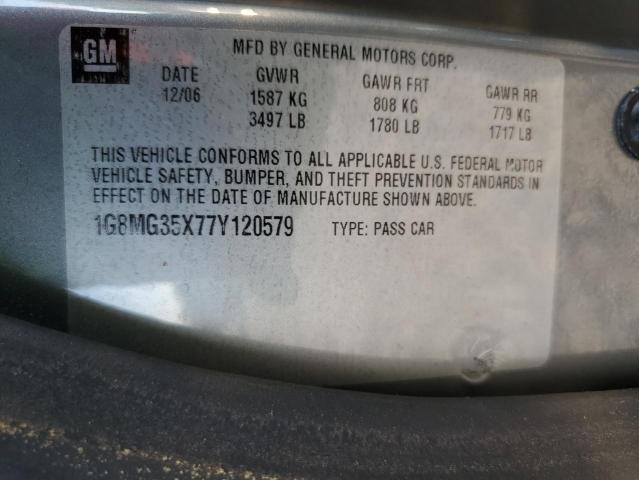 GM
MFD BY GENERAL MOTORS CORP.
DATE GVWR GAWR FRT GAWR RR
12/06 1587 KG 808 KG 779 KG
3497 LB 1780 LB 1717 LB
THIS VEHICLE CONFORMS TO ALL APPLICABLE U.S. FEDERAL MOTOR
VEHICLE SAFETY, BUMPER, AND THEFT PREVENTION STANDARDS IN
EFFECT ON THE DATE OF MANUFACTURE SHOWN ABOVE.
1G8MG35X77Y120579 TYPE: PASS CAR